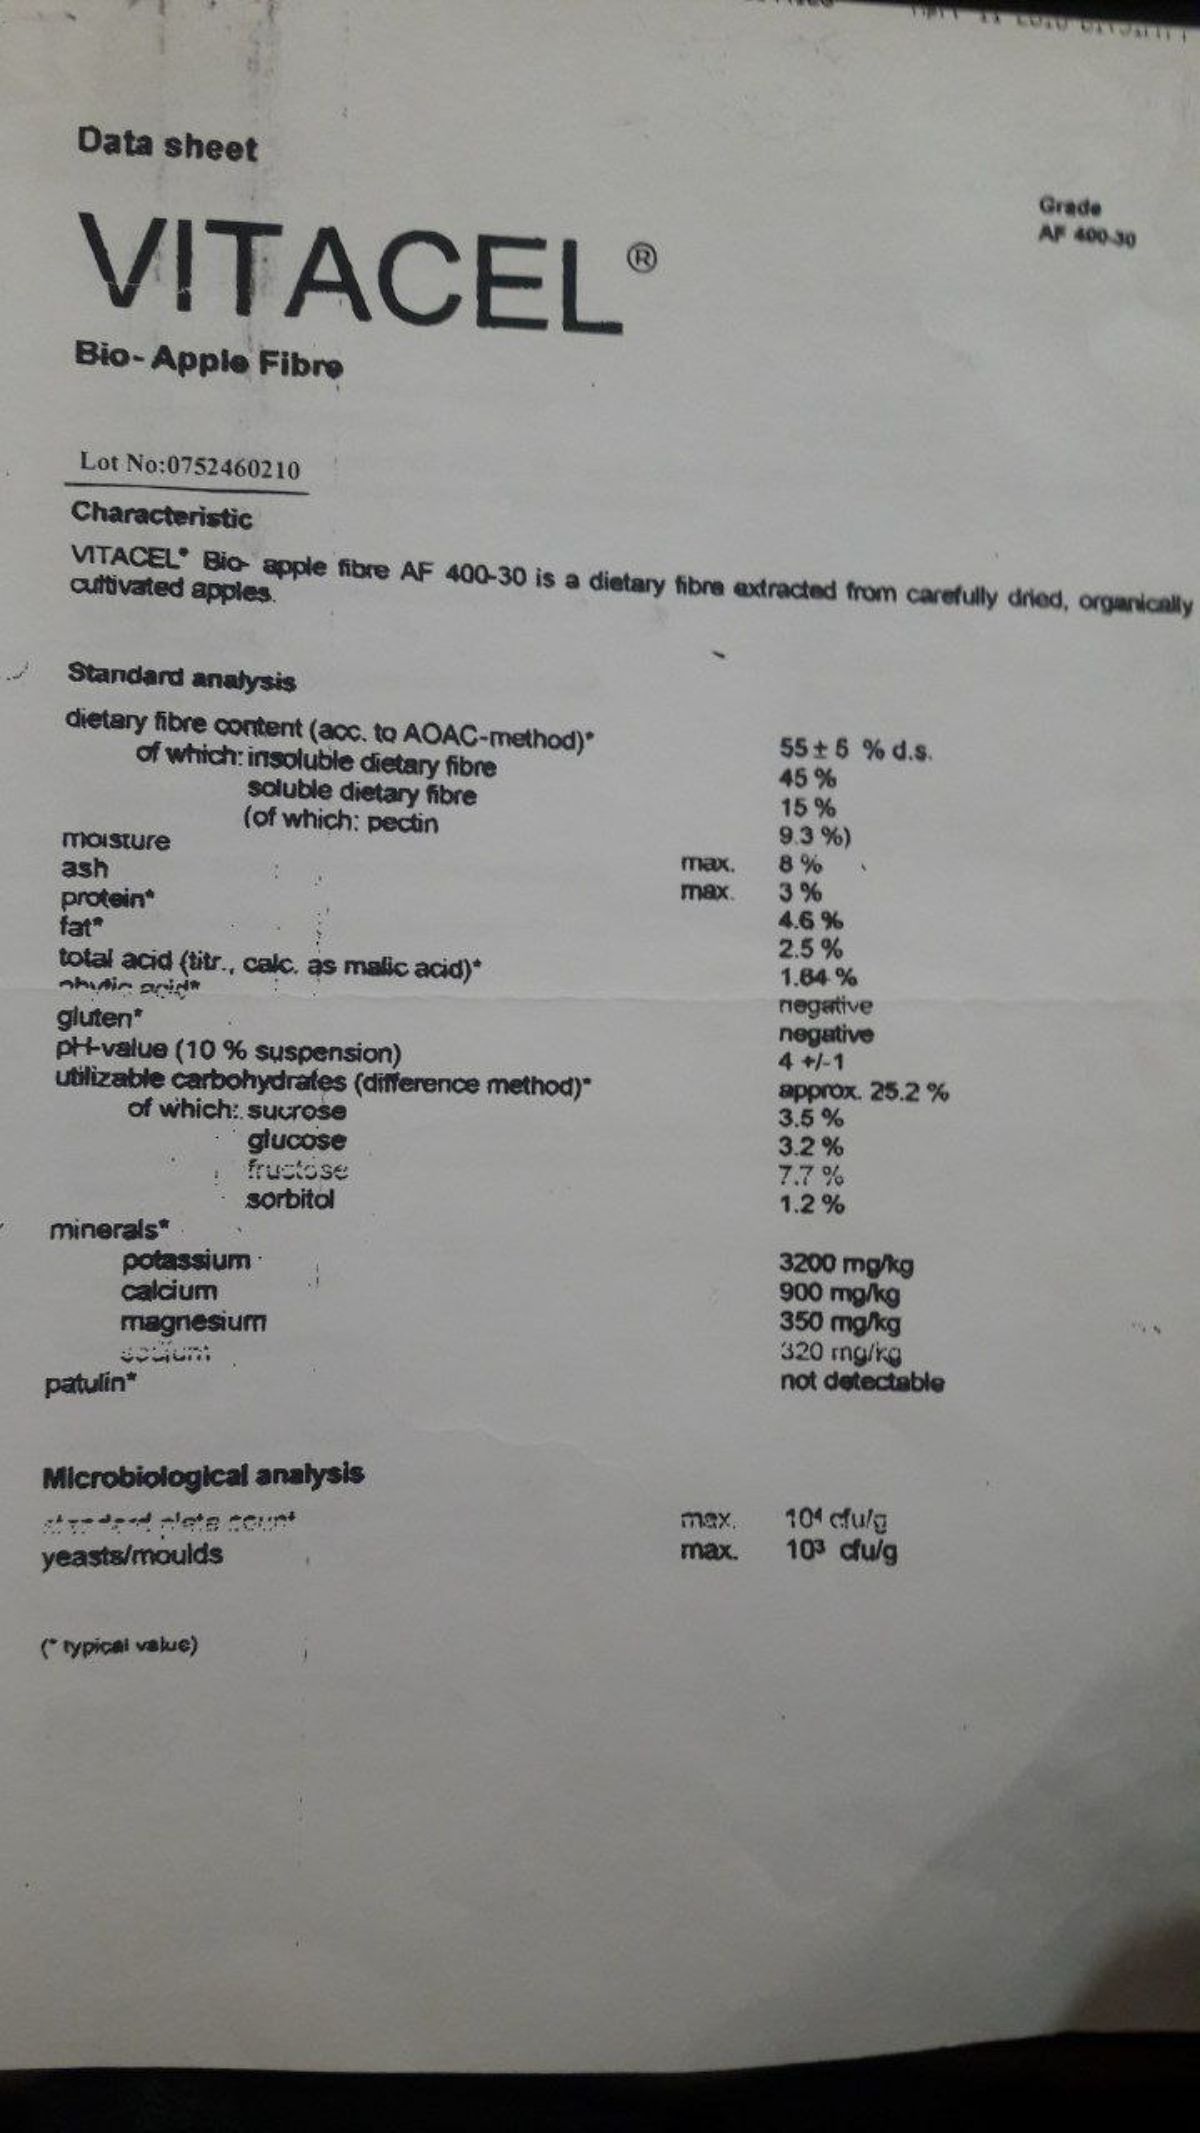 Data sheet
Grade
AF 400-30
VITACEL®
Bio- Apple Fibre
Lot No:0752460210
Characteristic
VITACEL® Bio- apple fibre AF 400-30 is a dietary fibre extracted from carefully dried, organically
cultivated apples.
Standard analysis
dietary fibre content (acc. to AOAC-method)* 55 ± 5 % d.s.
of which: insoluble dietary fibre 45 %
soluble dietary fibre 15 %
(of which: pectin 9.3 %)
moisture max. 8 %
ash max. 3 %
protein* 4.6 %
fat* 2.5 %
total acid (titr., calc. as malic acid)* 1.64 %
phytic acid* negative
gluten* negative
pH-value (10 % suspension) 4 +/-1
utilizable carbohydrates (difference method)* approx. 25.2 %
of which: sucrose 3.5 %
glucose 3.2 %
fructose 7.7 %
sorbitol 1.2 %
minerals*
potassium 3200 mg/kg
calcium 900 mg/kg
magnesium 350 mg/kg
sodium 320 mg/kg
patulin* not detectable
Microbiological analysis
standard plate count max. 10⁴ cfu/g
yeasts/moulds max. 10³ cfu/g
(* typical value)